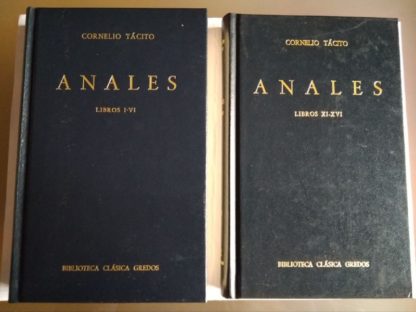 CORNELIO TÁCITO
ANALES
LIBROS I-VI
BIBLIOTECA CLÁSICA GREDOS
CORNELIO TÁCITO
ANALES
LIBROS XI-XVI
BIBLIOTECA CLÁSICA GREDOS